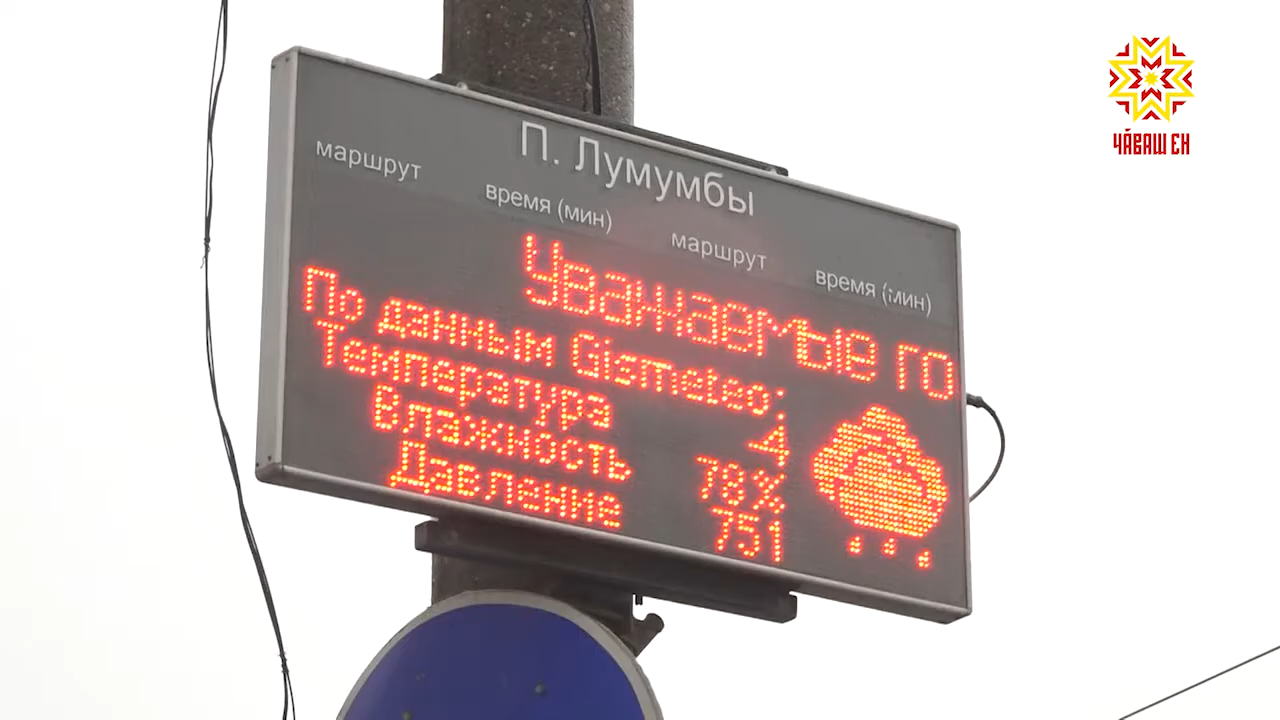 П. Лумумбы
маршрут время (мин) маршрут время (мин)
Уважаемые го
По данным Gismeteo:
Температура 4
Влажность 78%
Давление 751
ЧӐВАШ ЕН